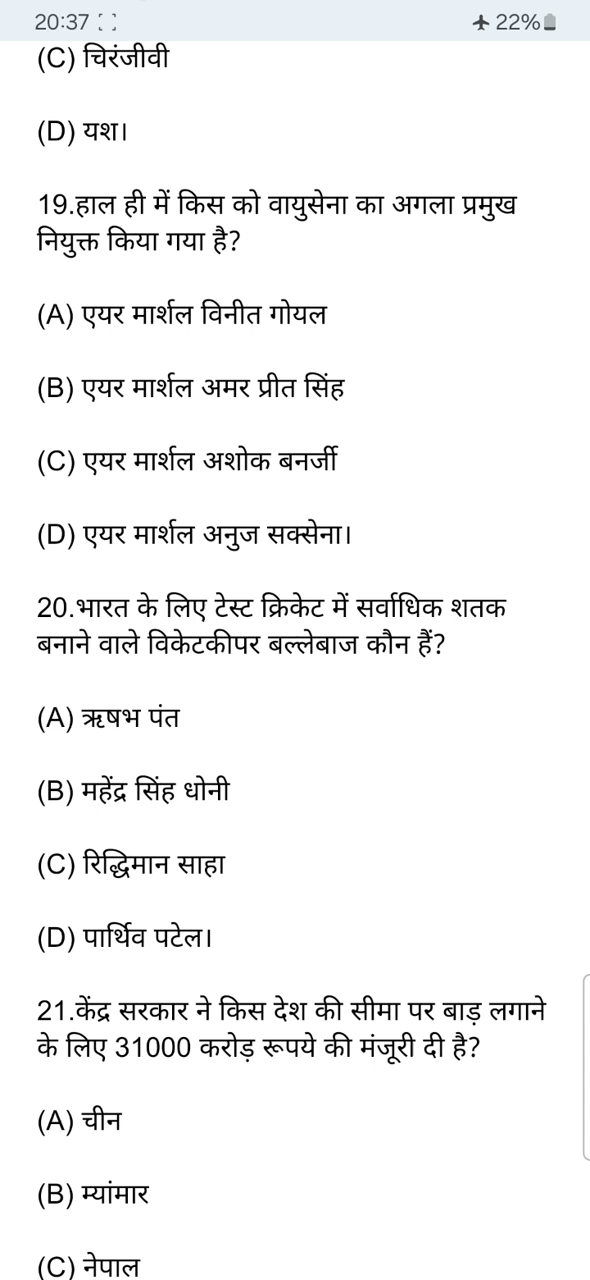 20:37
22%
(C) चिरंजीवी
(D) यश।
19.हाल ही में किस को वायुसेना का अगला प्रमुख
नियुक्त किया गया है?
(A) एयर मार्शल विनीत गोयल
(B) एयर मार्शल अमर प्रीत सिंह
(C) एयर मार्शल अशोक बनर्जी
(D) एयर मार्शल अनुज सक्सेना।
20.भारत के लिए टेस्ट क्रिकेट में सर्वाधिक शतक
बनाने वाले विकेटकीपर बल्लेबाज कौन हैं?
(A) ऋषभ पंत
(B) महेंद्र सिंह धोनी
(C) रिद्धिमान साहा
(D) पार्थिव पटेल।
21.केंद्र सरकार ने किस देश की सीमा पर बाड़ लगाने
के लिए 31000 करोड़ रूपये की मंजूरी दी है?
(A) चीन
(B) म्यांमार
(C) नेपाल